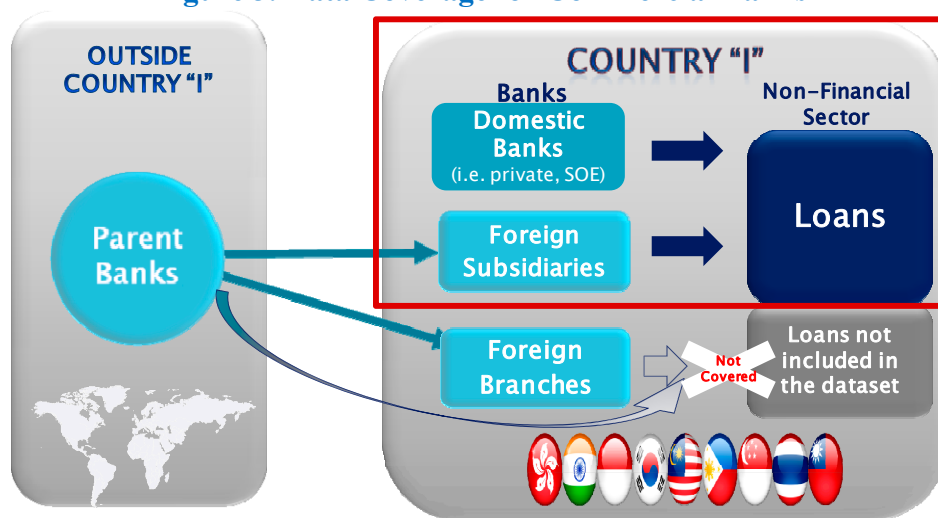 OUTSIDE
COUNTRY “I”
Parent
Banks
COUNTRY “I”
Banks
Domestic
Banks
(i.e. private, SOE)
Non-Financial
Sector
Loans
Foreign
Subsidiaries
Foreign
Branches
Not
Covered
Loans not
included in
the dataset